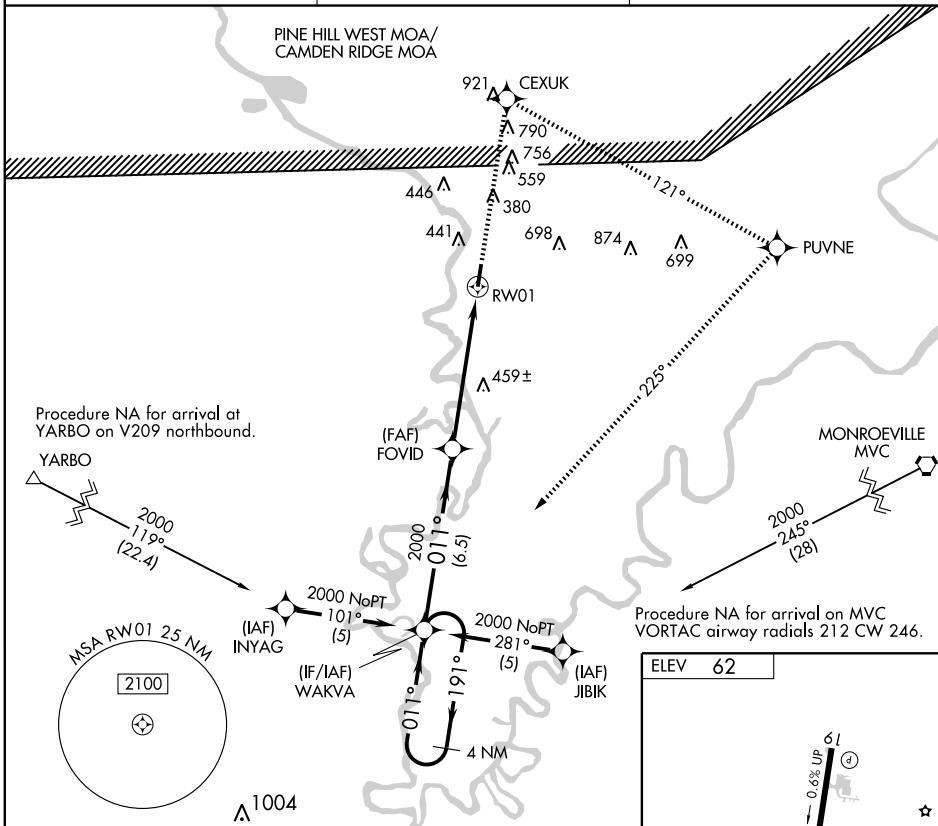 PINE HILL WEST MOA/
CAMDEN RIDGE MOA
921
CEXUK
790
756
559
446
380
121°
441
698
874
699
PUVNE
RW01
225°
459±
Procedure NA for arrival at
YARBO on V209 northbound.
YARBO
(FAF)
FOVID
MONROEVILLE
MVC
2000
119°
(22.4)
2000
011°
(6.5)
2000
245°
(28)
2000 NoPT
101°
(5)
2000 NoPT
281°
(5)
(IAF)
INYAG
(IF/IAF)
WAKVA
(IAF)
JIBIK
Procedure NA for arrival on MVC
VORTAC airway radials 212 CW 246.
MSA RW01 25 NM
2100
011°
191°
4 NM
1004
ELEV 62
19
P
0.6% UP